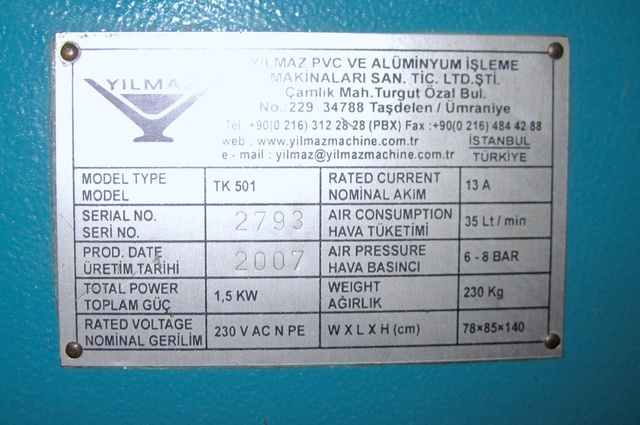 YILMAZ
YILMAZ PVC VE ALÜMİNYUM İŞLEME
MAKİNALARI SAN. TİC. LTD.ŞTİ.
Çamlık Mah.Turgut Özal Bul.
No.:229 34788 Taşdelen / Ümraniye
Tel :+90(0 216) 312 28 28 (PBX) Fax :+90(0 216) 484 42 88
web : www.yilmazmachine.com.tr İSTANBUL
e - mail : yilmaz@yilmazmachine.com.tr TÜRKİYE
MODEL TYPE
MODEL
TK 501
RATED CURRENT
NOMİNAL AKIM
13 A
SERIAL NO.
SERİ NO.
2793
AIR CONSUMPTION
HAVA TÜKETİMİ
35 Lt / min
PROD. DATE
ÜRETİM TARİHİ
2007
AIR PRESSURE
HAVA BASINCI
6 - 8 BAR
TOTAL POWER
TOPLAM GÜÇ
1,5 KW
WEIGHT
AĞIRLIK
230 Kg
RATED VOLTAGE
NOMİNAL GERİLİM
230 V AC N PE
W X L X H (cm)
78×85×140